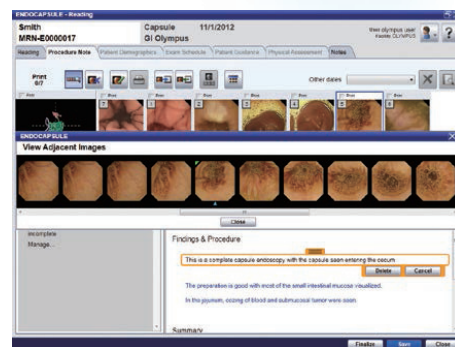 ENDOCAPSULE - Reading
Smith
MRN-E0000017
Capsule 11/1/2012
GI Olympus
Reading Procedure Note Patient Demographics Exam Schedule Patient Guidance Physical Assessment Notes
Print
0/7
Other dates
ENDOCAPSULE
View Adjacent Images
Close
Incomplete
Manage...
Findings & Procedure
This is a complete capsule endoscopy with the capsule seen entering the cecum
Delete Cancel
The preparation is good with most of the small intestinal mucosa visualized.
In the jejunum, oozing of blood and submucosal tumor were seen.
Summary
Finalize Save Close